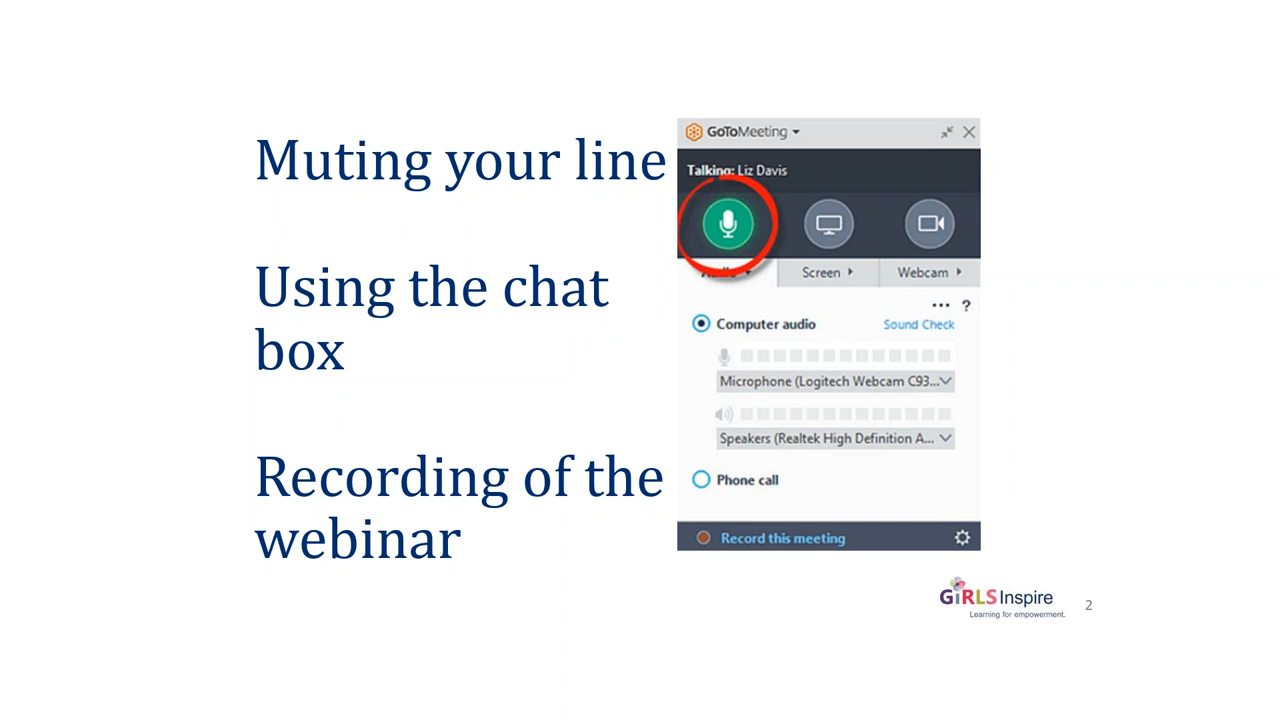 Muting your line
Using the chat
box
Recording of the
webinar
GoToMeeting
Talking: Liz Davis
Screen
Webcam
?
Computer audio
Sound Check
Microphone (Logitech Webcam C93...
Speakers (Realtek High Definition A...
Phone call
Record this meeting
GiRLS Inspire
Learning for empowerment.
2